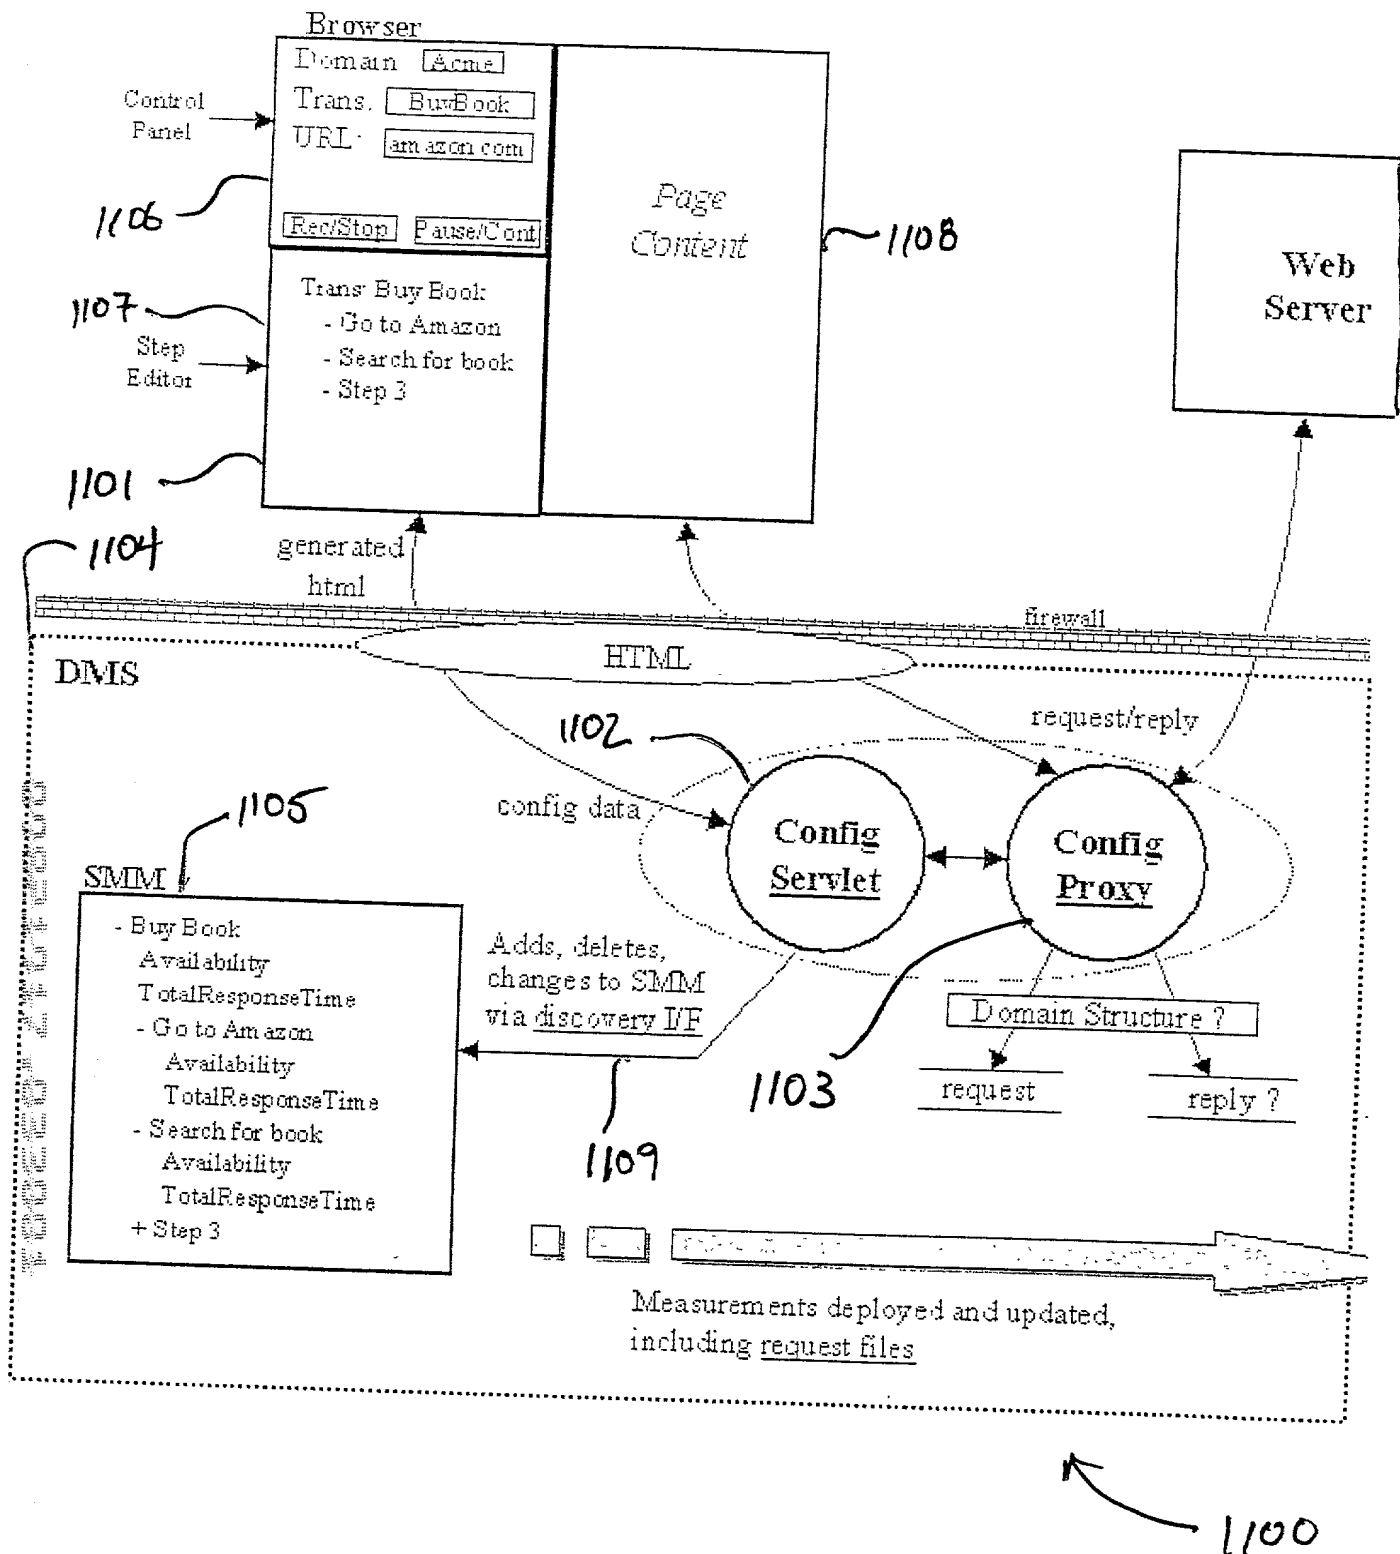 Browser
Domain Acme
Trans. BuyBook
URL: amazon.com
Rec/Stop Pause/Cont
Control
Panel
1106
1107
Step
Editor
1101
Trans: Buy Book
- Go to Amazon
- Search for book
- Step 3
Page
Content
1108
Web
Server
1104
generated
html
firewall
HTML
DMS
request/reply
1102
config data
Config
Servlet
Config
Proxy
1105
SMM
- Buy Book
Availability
TotalResponseTime
- Go to Amazon
Availability
TotalResponseTime
- Search for book
Availability
TotalResponseTime
+ Step 3
Adds, deletes,
changes to SMM
via discovery I/F
1109
1103
Domain Structure ?
request
reply ?
Measurements deployed and updated,
including request files
1100